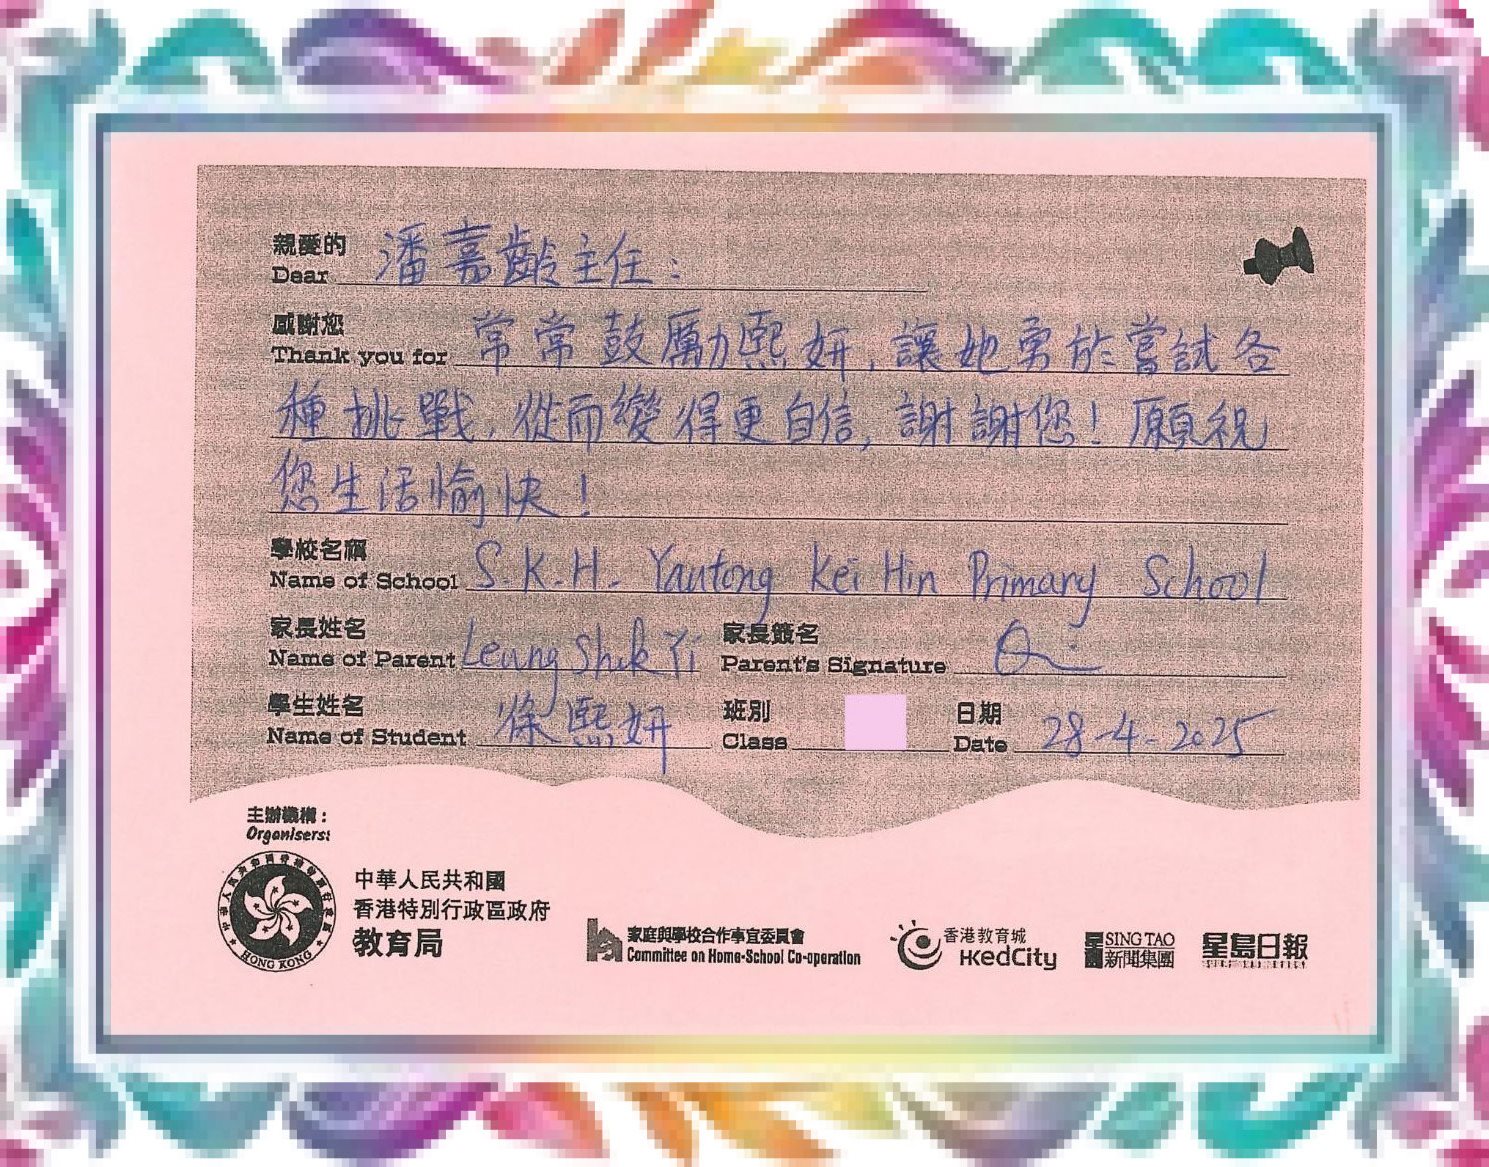 親愛的
Dear 潘嘉齡主任：
感謝您
Thank you for 常常鼓勵熙妍，讓她勇於嘗試各
種挑戰，從而變得更自信，謝謝您！願祝
您生活愉快！
學校名稱
Name of School S.K.H. Yautong Kei Hin Primary School
家長姓名 家長簽名
Name of Parent Leung Shuk Yi Parent's Signature
學生姓名 班別 日期
Name of Student 徐熙妍 Class Date 28-4-2025
主辦機構：
Organisers:
中華人民共和國
香港特別行政區政府
教育局
HONG KONG
家庭與學校合作事宜委員會
Committee on Home-School Co-operation
香港教育城
HKedCity
星島 SING TAO
新聞集團
星島日報